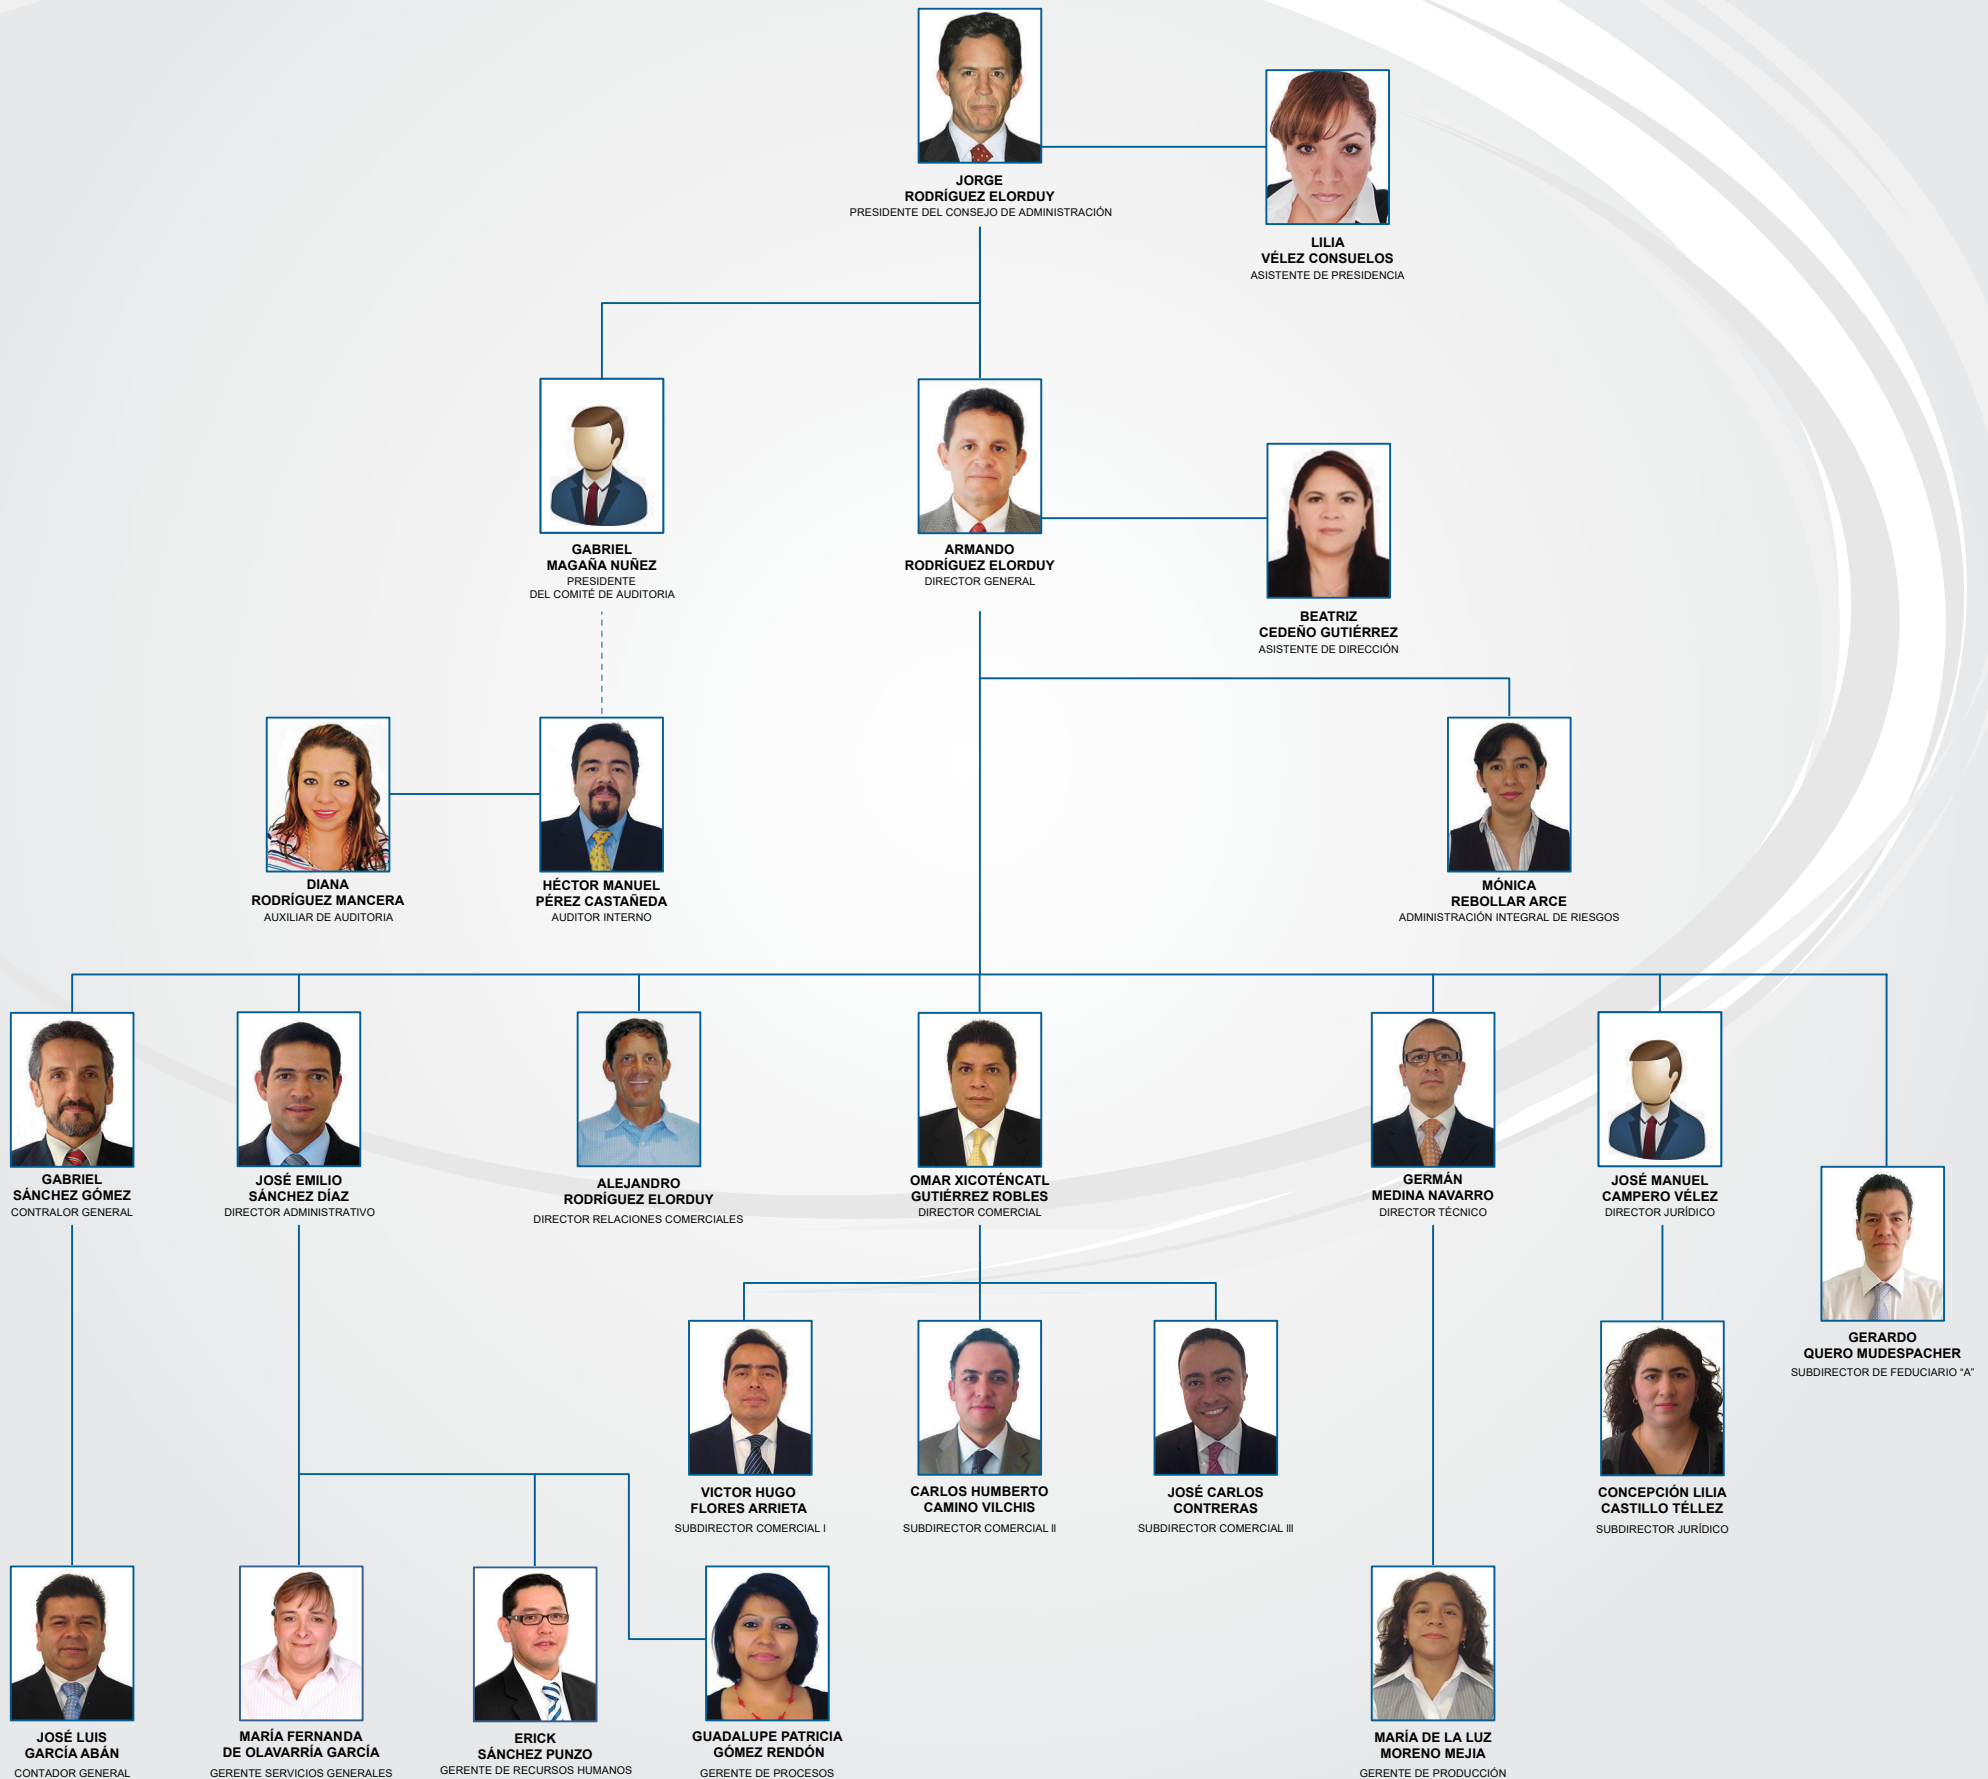 JORGE
RODRÍGUEZ ELORDUY
PRESIDENTE DEL CONSEJO DE ADMINISTRACIÓN
LILIA
VÉLEZ CONSUELOS
ASISTENTE DE PRESIDENCIA
GABRIEL
MAGAÑA NUÑEZ
PRESIDENTE
DEL COMITÉ DE AUDITORIA
ARMANDO
RODRÍGUEZ ELORDUY
DIRECTOR GENERAL
BEATRIZ
CEDEÑO GUTIÉRREZ
ASISTENTE DE DIRECCIÓN
DIANA
RODRÍGUEZ MANCERA
AUXILIAR DE AUDITORIA
HÉCTOR MANUEL
PÉREZ CASTAÑEDA
AUDITOR INTERNO
MÓNICA
REBOLLAR ARCE
ADMINISTRACIÓN INTEGRAL DE RIESGOS
GABRIEL
SÁNCHEZ GÓMEZ
CONTRALOR GENERAL
JOSÉ EMILIO
SÁNCHEZ DÍAZ
DIRECTOR ADMINISTRATIVO
ALEJANDRO
RODRÍGUEZ ELORDUY
DIRECTOR RELACIONES COMERCIALES
OMAR XICOTÉNCATL
GUTIÉRREZ ROBLES
DIRECTOR COMERCIAL
GERMÁN
MEDINA NAVARRO
DIRECTOR TÉCNICO
JOSÉ MANUEL
CAMPERO VÉLEZ
DIRECTOR JURÍDICO
GERARDO
QUERO MUDESPACHER
SUBDIRECTOR DE FEDUCIARIO “A”
VICTOR HUGO
FLORES ARRIETA
SUBDIRECTOR COMERCIAL I
CARLOS HUMBERTO
CAMINO VILCHIS
SUBDIRECTOR COMERCIAL II
JOSÉ CARLOS
CONTRERAS
SUBDIRECTOR COMERCIAL III
CONCEPCIÓN LILIA
CASTILLO TÉLLEZ
SUBDIRECTOR JURÍDICO
JOSÉ LUIS
GARCÍA ABÁN
CONTADOR GENERAL
MARÍA FERNANDA
DE OLAVARRÍA GARCÍA
GERENTE SERVICIOS GENERALES
ERICK
SÁNCHEZ PUNZO
GERENTE DE RECURSOS HUMANOS
GUADALUPE PATRICIA
GÓMEZ RENDÓN
GERENTE DE PROCESOS
MARÍA DE LA LUZ
MORENO MEJIA
GERENTE DE PRODUCCIÓN